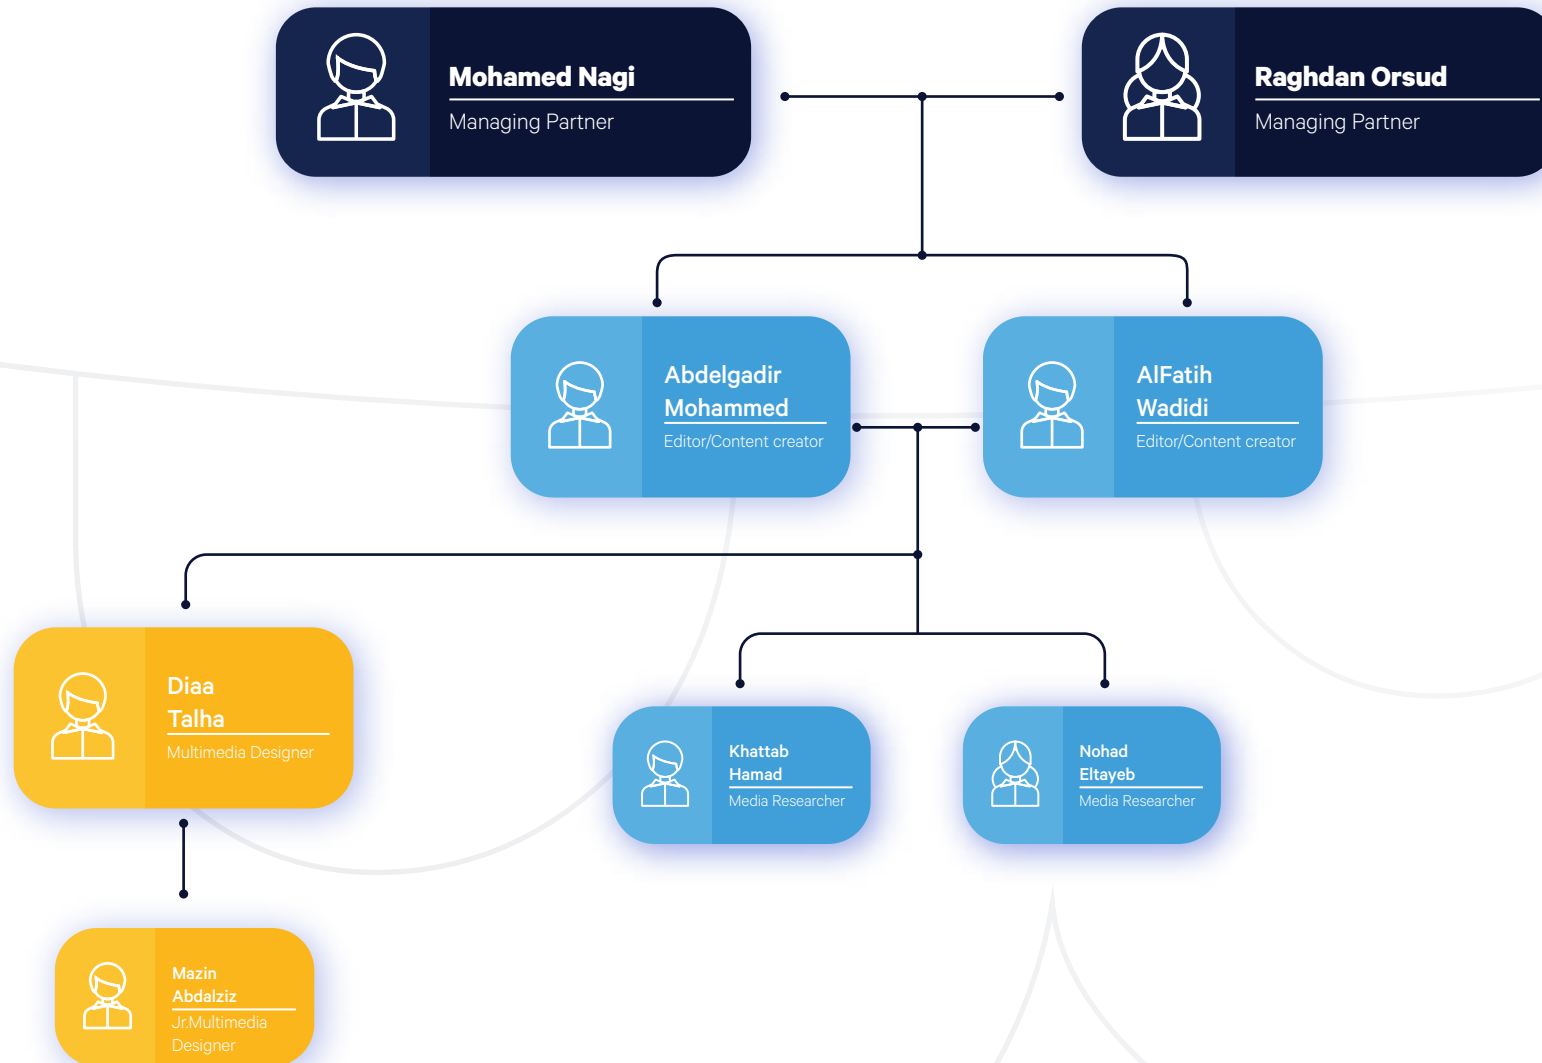 Mohamed Nagi
Managing Partner
Raghdan Orsud
Managing Partner
Abdelgadir
Mohammed
Editor/Content creator
AlFatih
Wadidi
Editor/Content creator
Diaa
Talha
Multimedia Designer
Khattab
Hamad
Media Researcher
Nohad
Eltayeb
Media Researcher
Mazin
Abdalziz
Jr.Multimedia
Designer